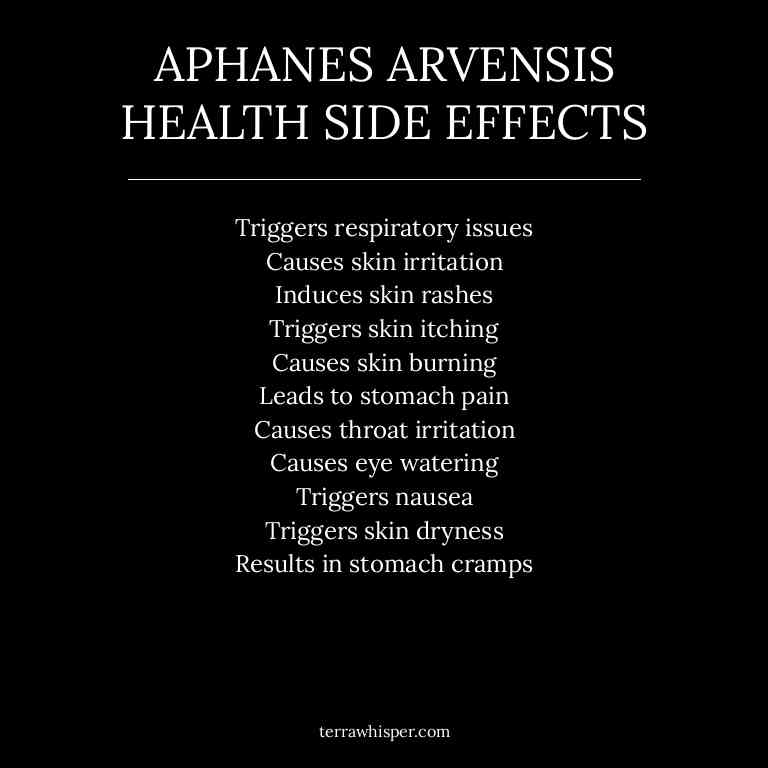 APHANES ARVENSIS
HEALTH SIDE EFFECTS
Triggers respiratory issues
Causes skin irritation
Induces skin rashes
Triggers skin itching
Causes skin burning
Leads to stomach pain
Causes throat irritation
Causes eye watering
Triggers nausea
Triggers skin dryness
Results in stomach cramps
terrawhisper.com